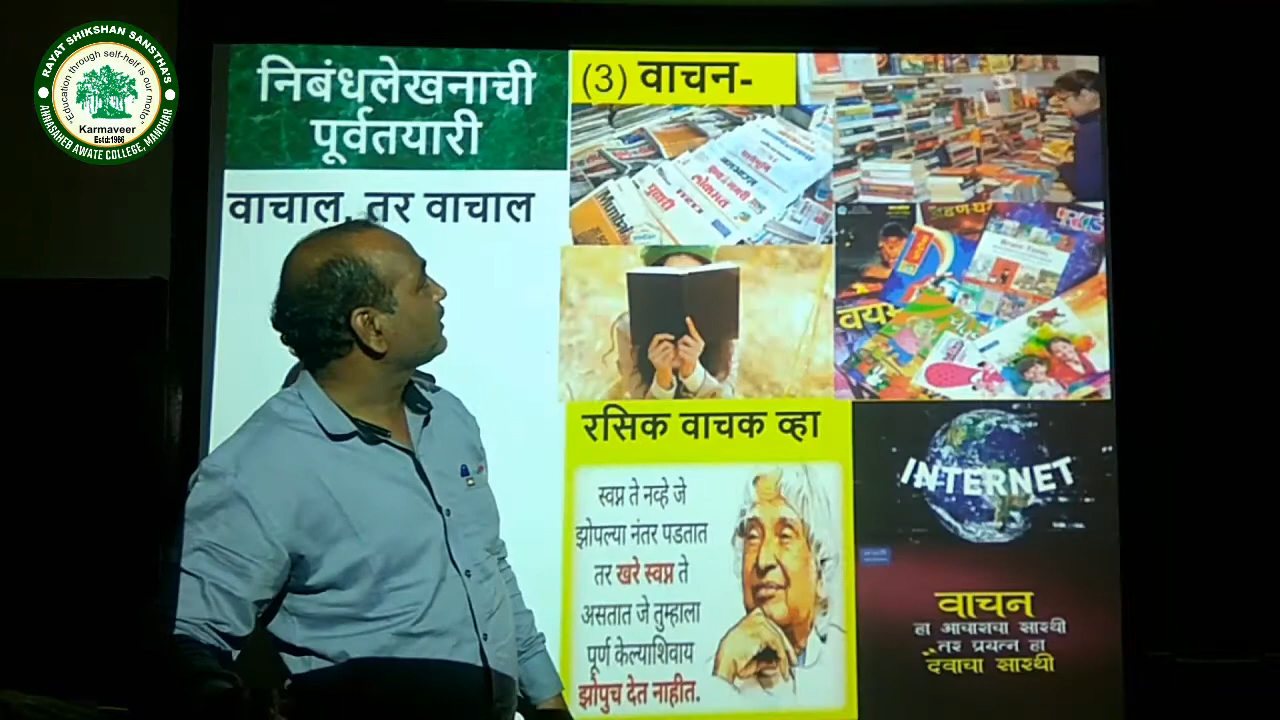 RAYAT SHIKSHAN SANSTHA'S
"Education through self-help is our motto"
Karmaveer
Estd:1966
ANNASAHEB AWATE COLLEGE, MANCHAR
निबंधलेखनाची
पूर्वतयारी
वाचाल, तर वाचाल
(3) वाचन-
पुढारी
लोकसत्ता
वयम
रसिक वाचक व्हा
स्वप्न ते नव्हे जे
झोपल्या नंतर पडतात
तर खरे स्वप्न ते
असतात जे तुम्हाला
पूर्ण केल्याशिवाय
झोपुच देत नाहीत.
INTERNET
वाचन
हा आचाराचा सारथी
तर प्रयत्न हा
दैवाचा सारथी